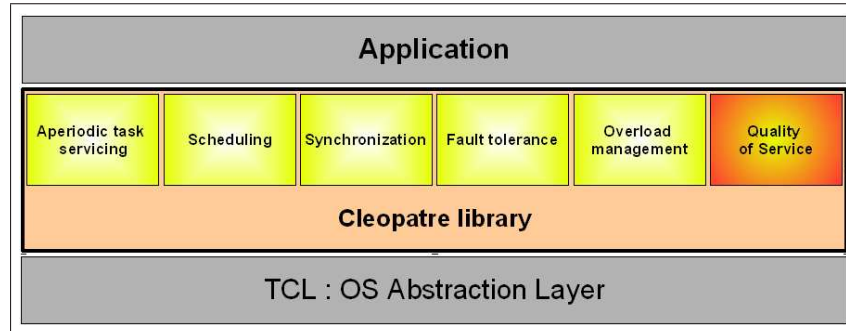 Application
Aperiodic task
servicing
Scheduling
Synchronization
Fault tolerance
Overload
management
Quality
of Service
Cleopatre library
TCL : OS Abstraction Layer